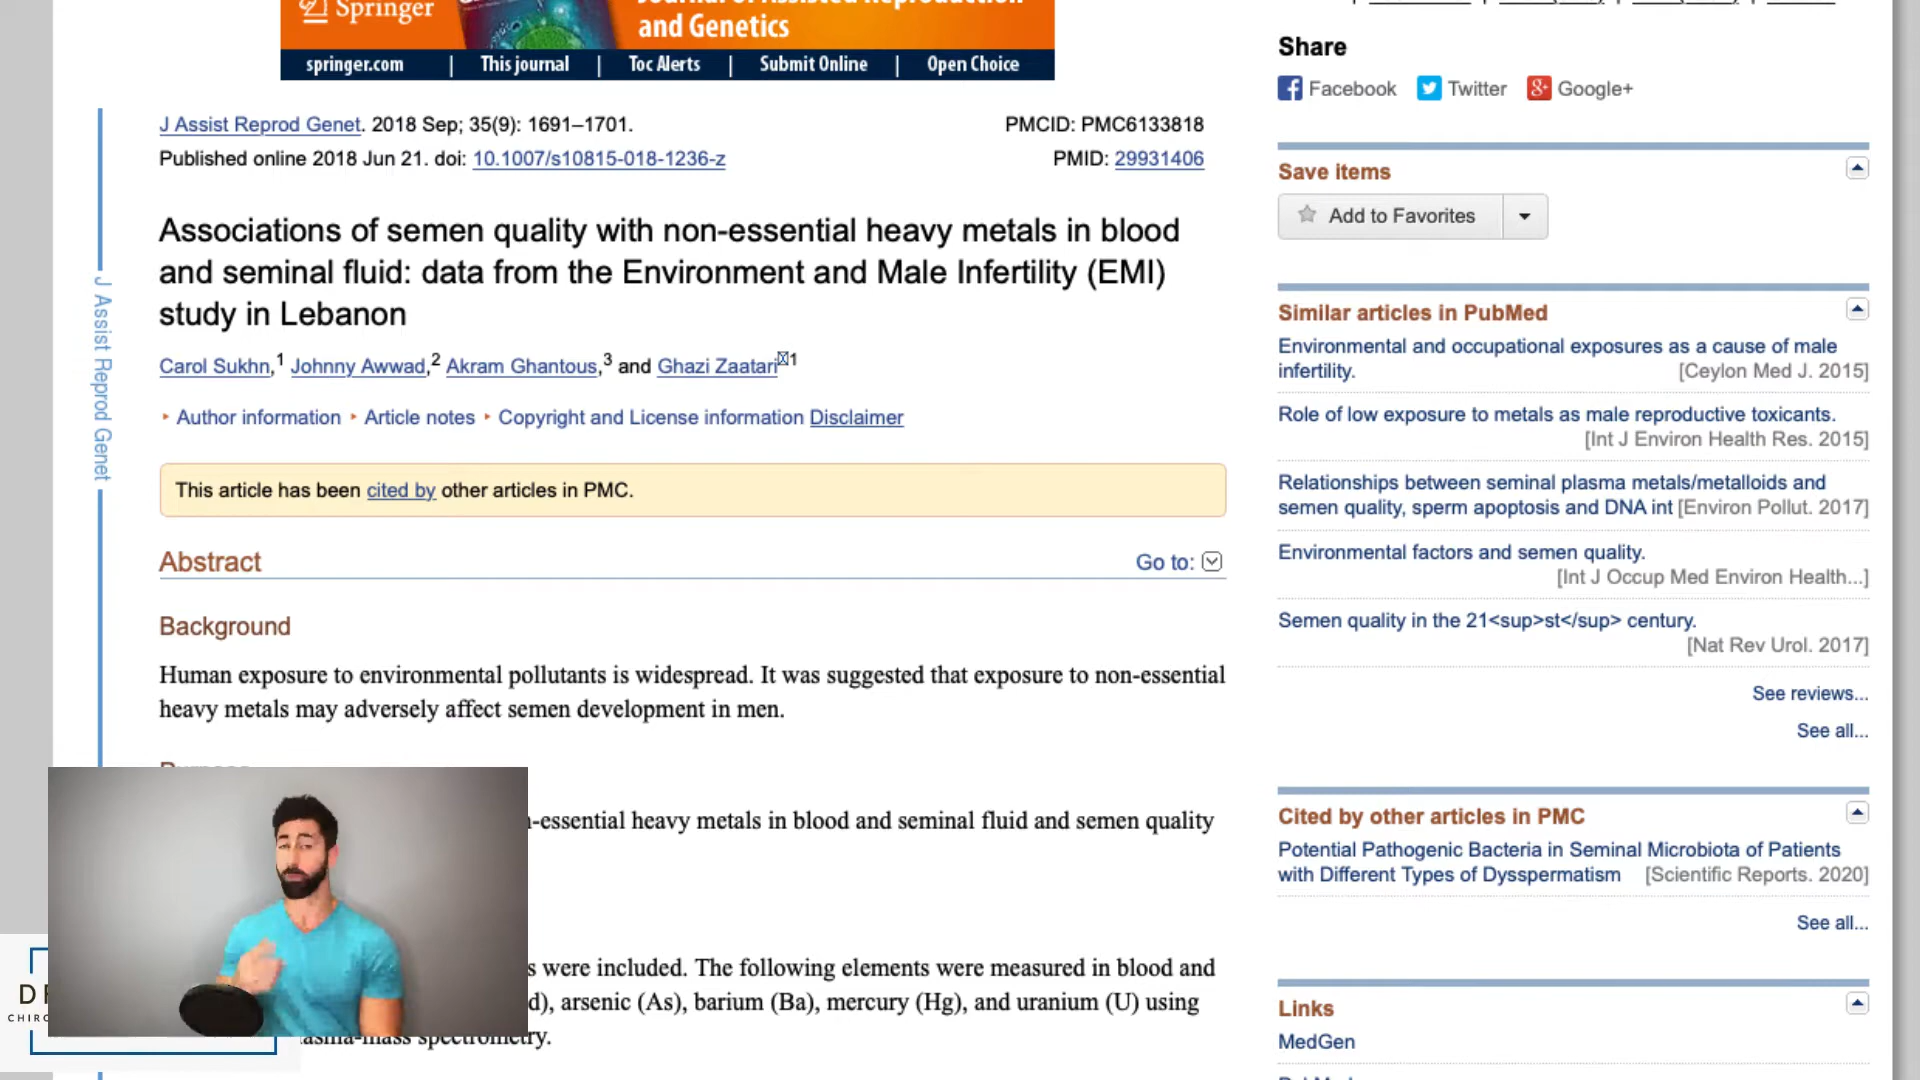 Springer
and Genetics
springer.com | This journal | Toc Alerts | Submit Online | Open Choice
J Assist Reprod Genet
J Assist Reprod Genet. 2018 Sep; 35(9): 1691–1701.
PMCID: PMC6133818
Published online 2018 Jun 21. doi: 10.1007/s10815-018-1236-z
PMID: 29931406
Associations of semen quality with non-essential heavy metals in blood
and seminal fluid: data from the Environment and Male Infertility (EMI)
study in Lebanon
Carol Sukhn,1 Johnny Awwad,2 Akram Ghantous,3 and Ghazi Zaatari1
Author information Article notes Copyright and License information Disclaimer
This article has been cited by other articles in PMC.
Abstract
Go to:
Background
Human exposure to environmental pollutants is widespread. It was suggested that exposure to non-essential
heavy metals may adversely affect semen development in men.
-essential heavy metals in blood and seminal fluid and semen quality
s were included. The following elements were measured in blood and
d), arsenic (As), barium (Ba), mercury (Hg), and uranium (U) using
spectrometry.
D
CHIRO
Share
Facebook Twitter Google+
Save items
Add to Favorites
Similar articles in PubMed
Environmental and occupational exposures as a cause of male
infertility. [Ceylon Med J. 2015]
Role of low exposure to metals as male reproductive toxicants.
[Int J Environ Health Res. 2015]
Relationships between seminal plasma metals/metalloids and
semen quality, sperm apoptosis and DNA int [Environ Pollut. 2017]
Environmental factors and semen quality.
[Int J Occup Med Environ Health...]
Semen quality in the 21<sup>st</sup> century.
[Nat Rev Urol. 2017]
See reviews...
See all...
Cited by other articles in PMC
Potential Pathogenic Bacteria in Seminal Microbiota of Patients
with Different Types of Dysspermatism [Scientific Reports. 2020]
See all...
Links
MedGen